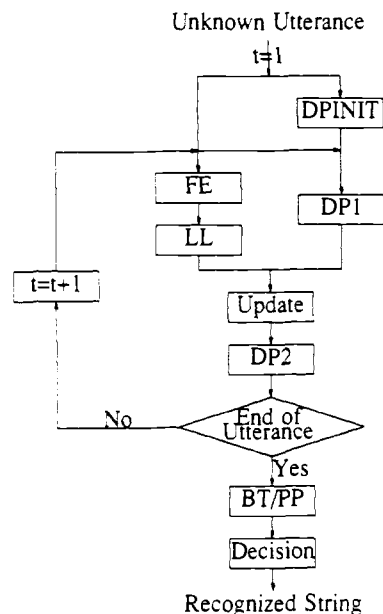 Unknown Utterance
t=1
DPINIT
FE
DP1
LL
t=t+1
Update
DP2
End of
Utterance
No
Yes
BT/PP
Decision
Recognized String